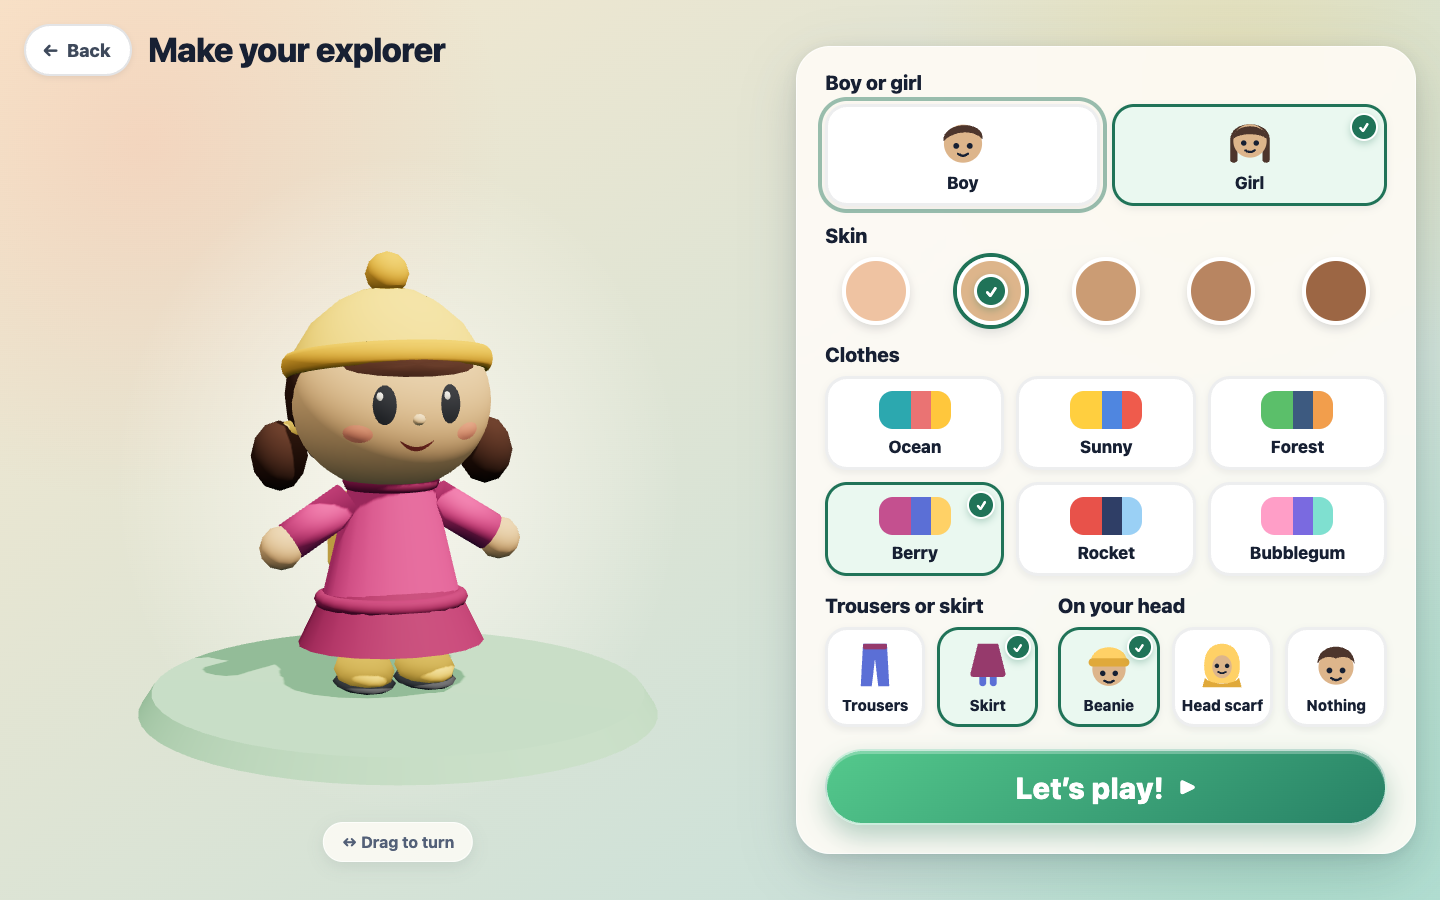 Back
Make your explorer
Boy or girl
Boy
Girl
Skin
Clothes
Ocean
Sunny
Forest
Berry
Rocket
Bubblegum
Trousers or skirt
On your head
Trousers
Skirt
Beanie
Head scarf
Nothing
Let's play!
Drag to turn